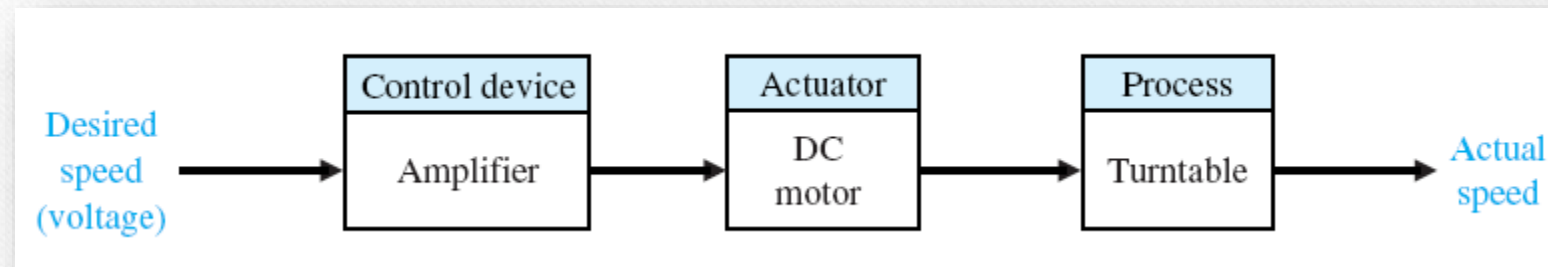 Desired
speed
(voltage)
Control device
Amplifier
Actuator
DC
motor
Process
Turntable
Actual
speed